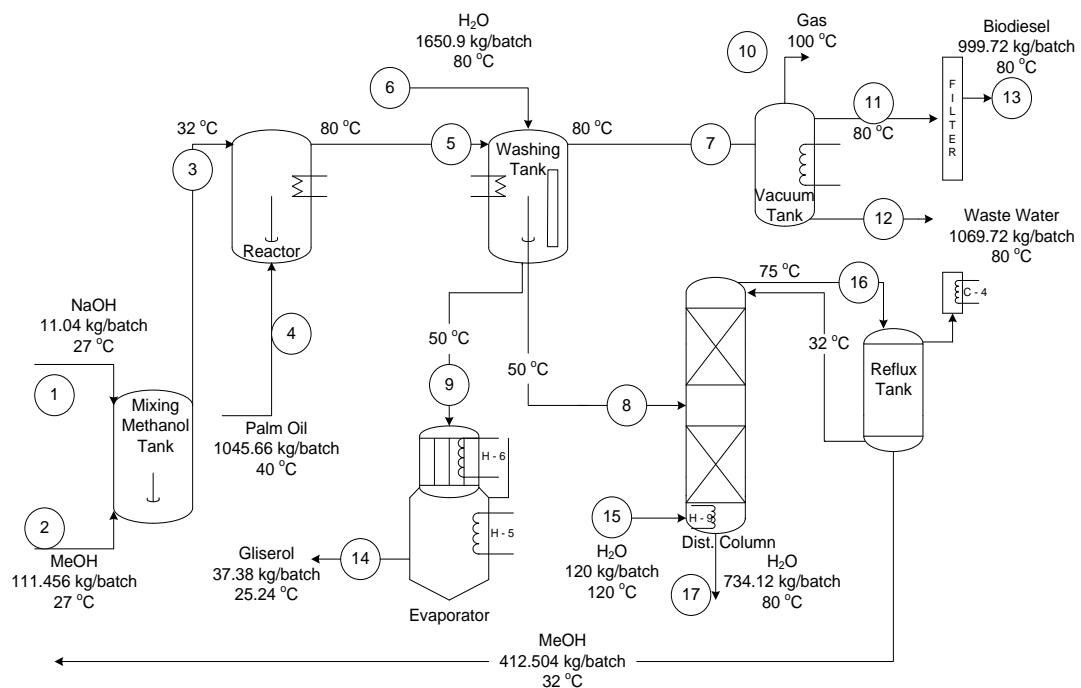 H₂O
1650.9 kg/batch
80 °C
6
Gas
100 °C
10
Biodiesel
999.72 kg/batch
80 °C
13
FILTER
11
80 °C
32 °C
3
80 °C
5
Washing
Tank
80 °C
7
Vacuum
Tank
12
Waste Water
1069.72 kg/batch
80 °C
Reactor
4
Palm Oil
1045.66 kg/batch
40 °C
NaOH
11.04 kg/batch
27 °C
1
Mixing
Methanol
Tank
2
MeOH
111.456 kg/batch
27 °C
50 °C
9
50 °C
8
75 °C
16
C - 4
32 °C
Reflux
Tank
H - 6
H - 5
Gliserol
37.38 kg/batch
25.24 °C
14
Evaporator
15
H₂O
120 kg/batch
120 °C
H - 9
Dist. Column
17
H₂O
734.12 kg/batch
80 °C
MeOH
412.504 kg/batch
32 °C